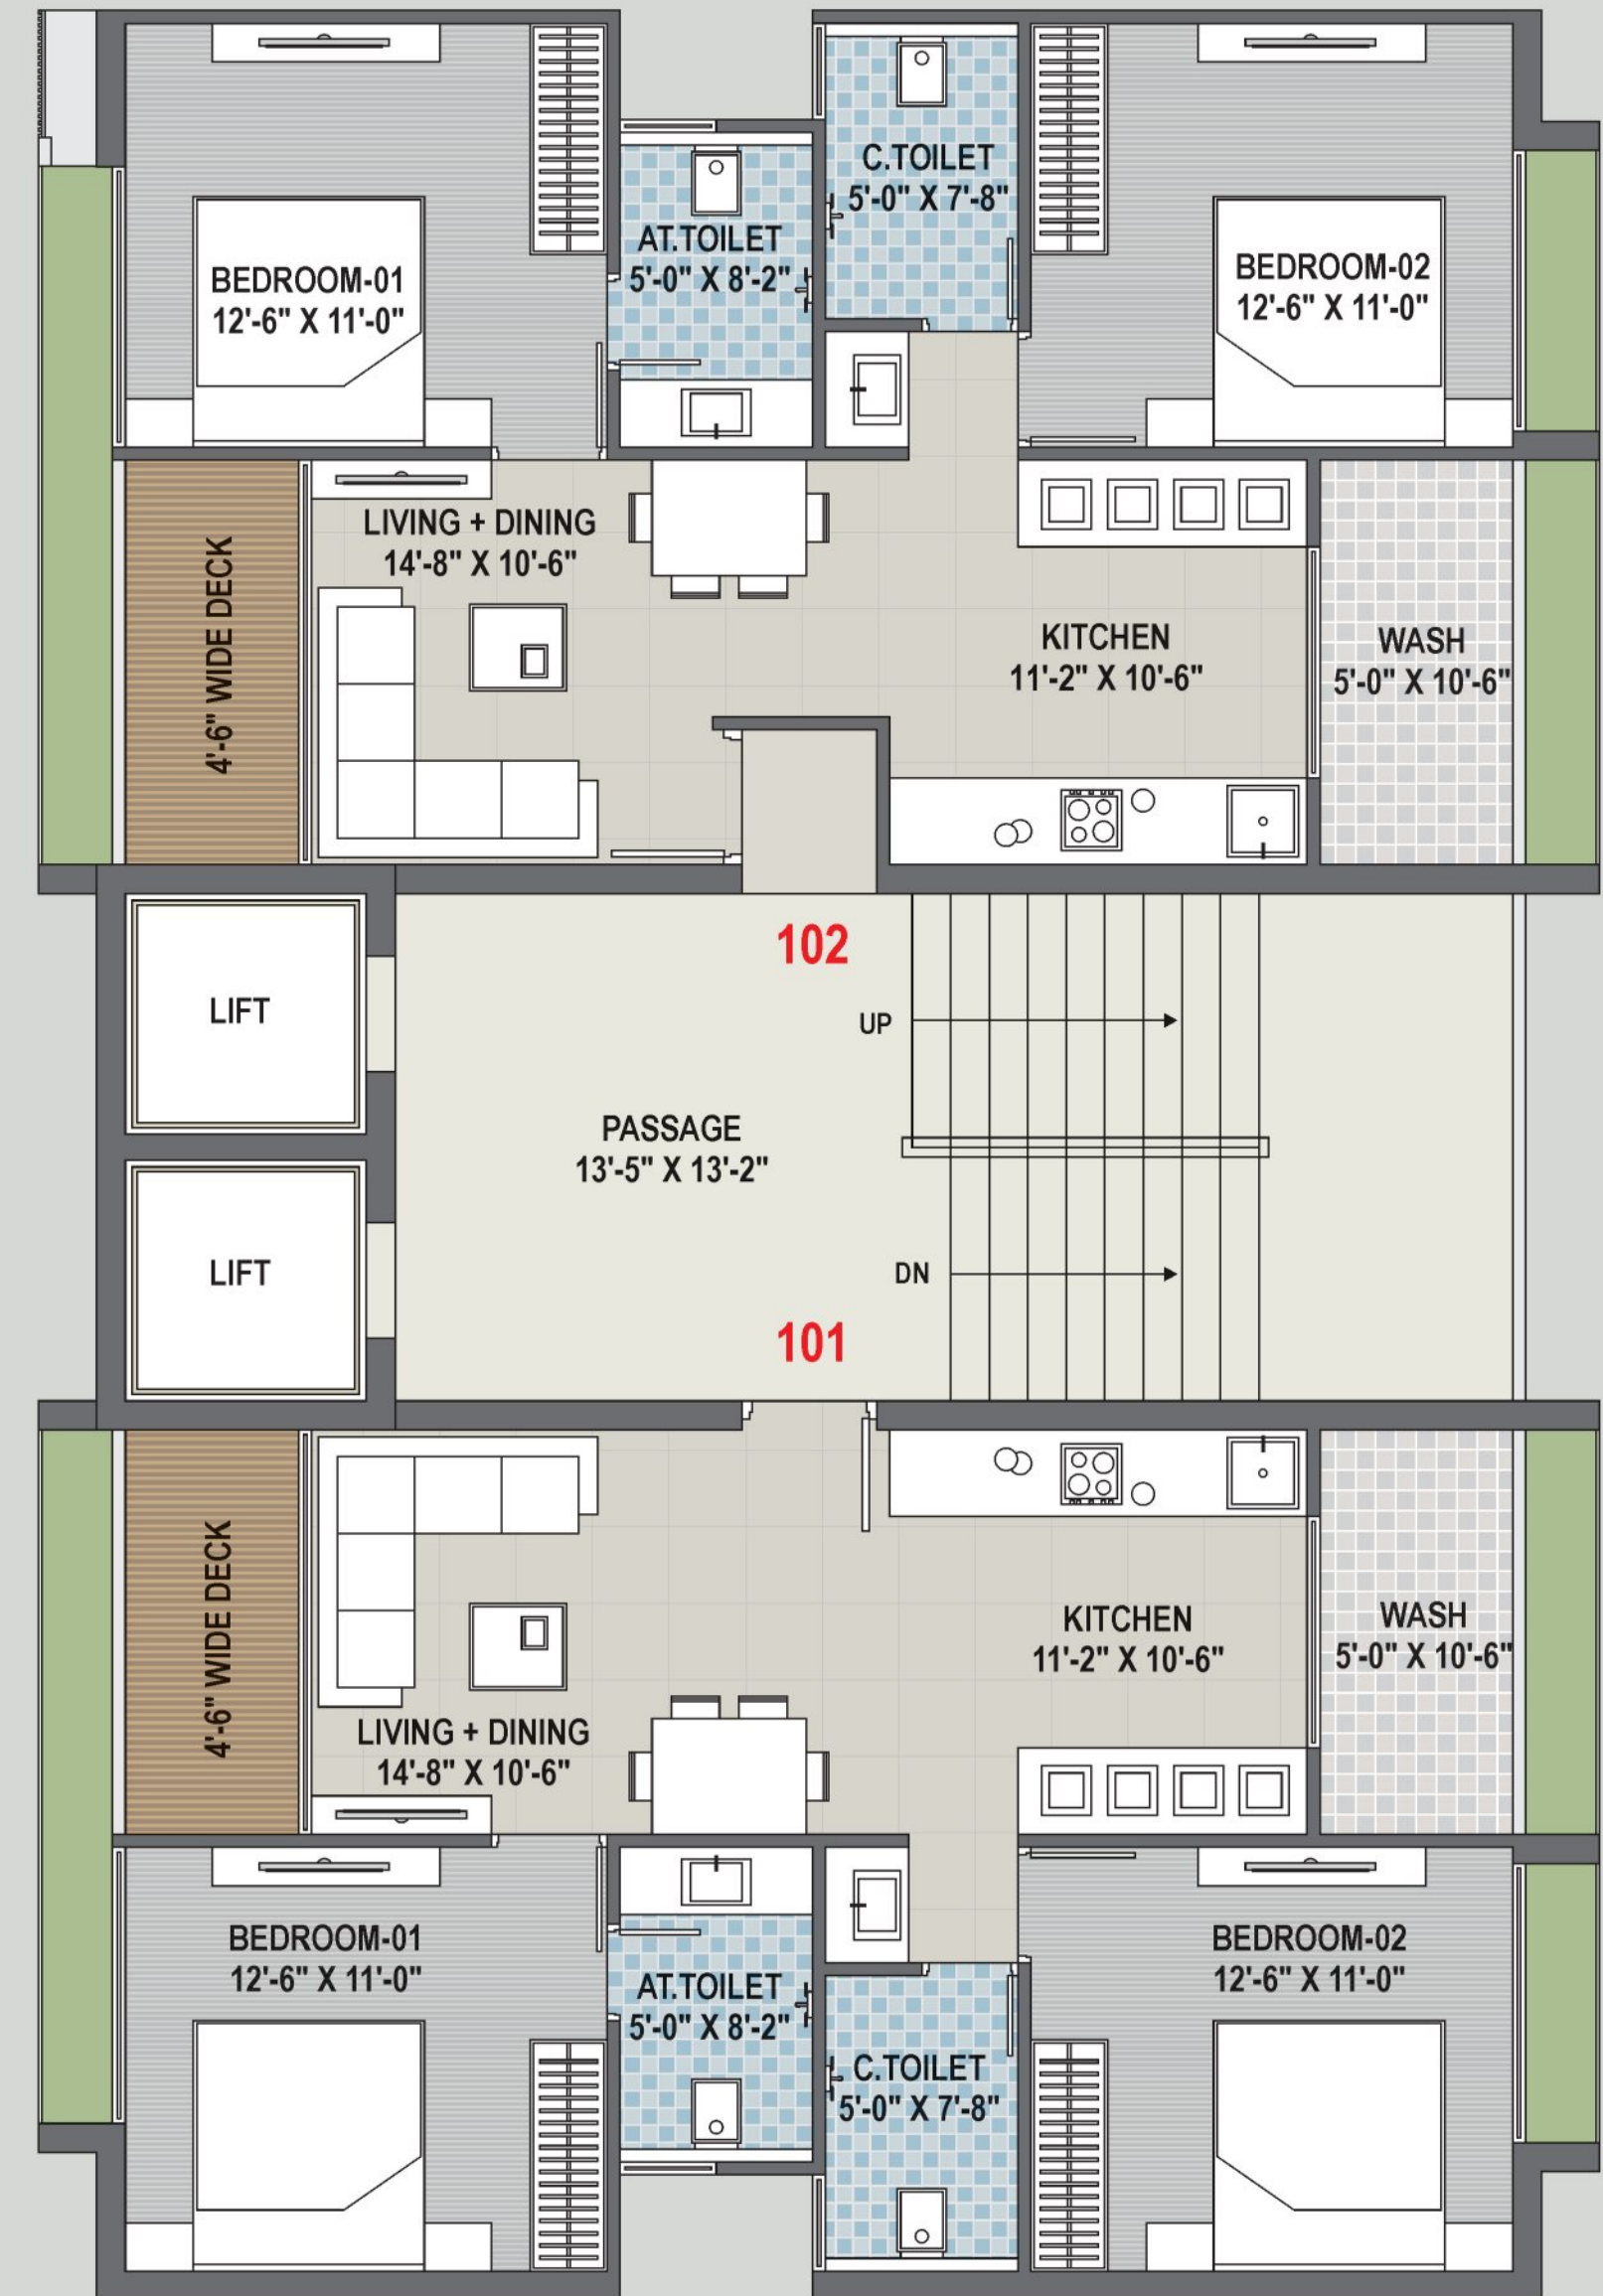 C.TOILET
5'-0" X 7'-8"
AT.TOILET
5'-0" X 8'-2"
BEDROOM-01
12'-6" X 11'-0"
BEDROOM-02
12'-6" X 11'-0"
LIVING + DINING
14'-8" X 10'-6"
4'-6" WIDE DECK
KITCHEN
11'-2" X 10'-6"
WASH
5'-0" X 10'-6"
102
LIFT
UP
PASSAGE
13'-5" X 13'-2"
LIFT
DN
101
4'-6" WIDE DECK
KITCHEN
11'-2" X 10'-6"
WASH
5'-0" X 10'-6"
LIVING + DINING
14'-8" X 10'-6"
BEDROOM-01
12'-6" X 11'-0"
BEDROOM-02
12'-6" X 11'-0"
AT.TOILET
5'-0" X 8'-2"
C.TOILET
5'-0" X 7'-8"